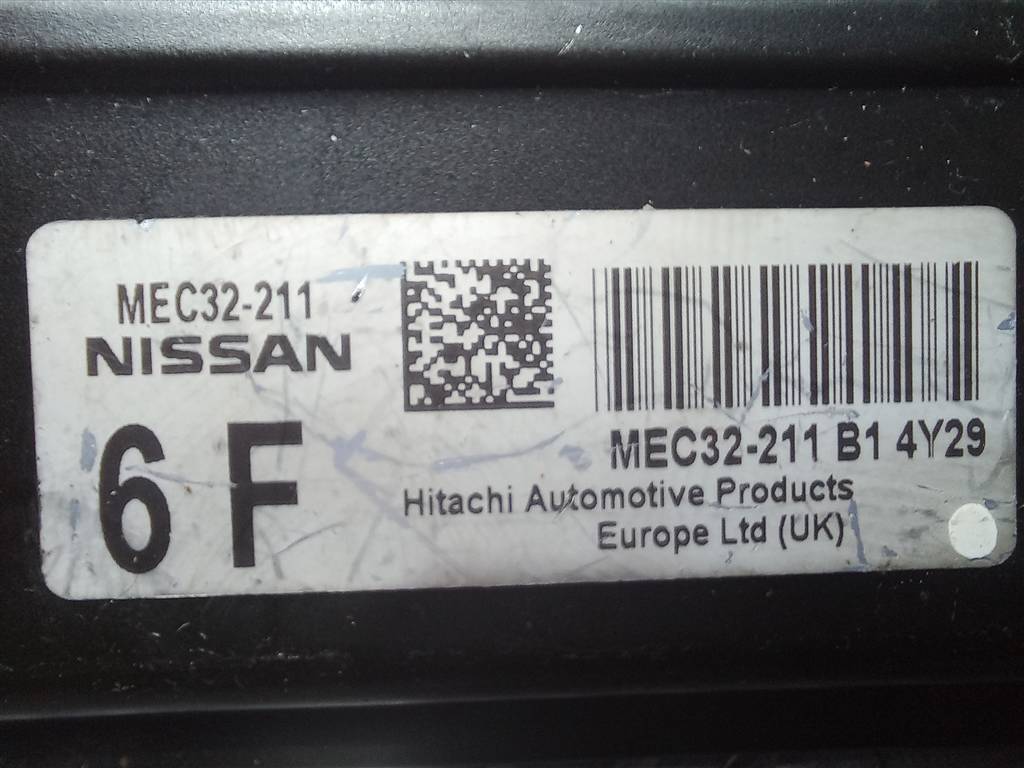 MEC32-211
NISSAN
6 F
MEC32-211 B1 4Y29
Hitachi Automotive Products
Europe Ltd (UK)